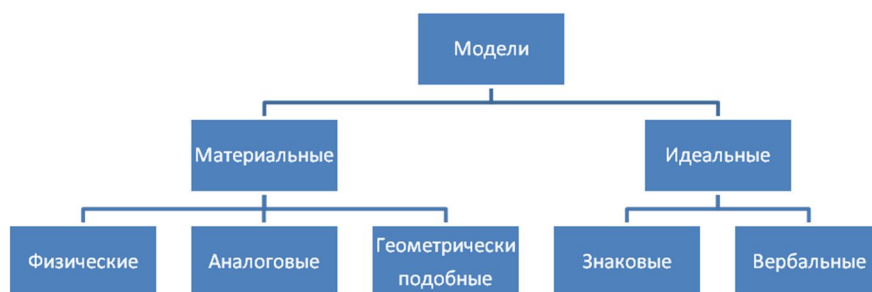 Модели
Материальные
Идеальные
Физические
Аналоговые
Геометрически
подобные
Знаковые
Вербальные